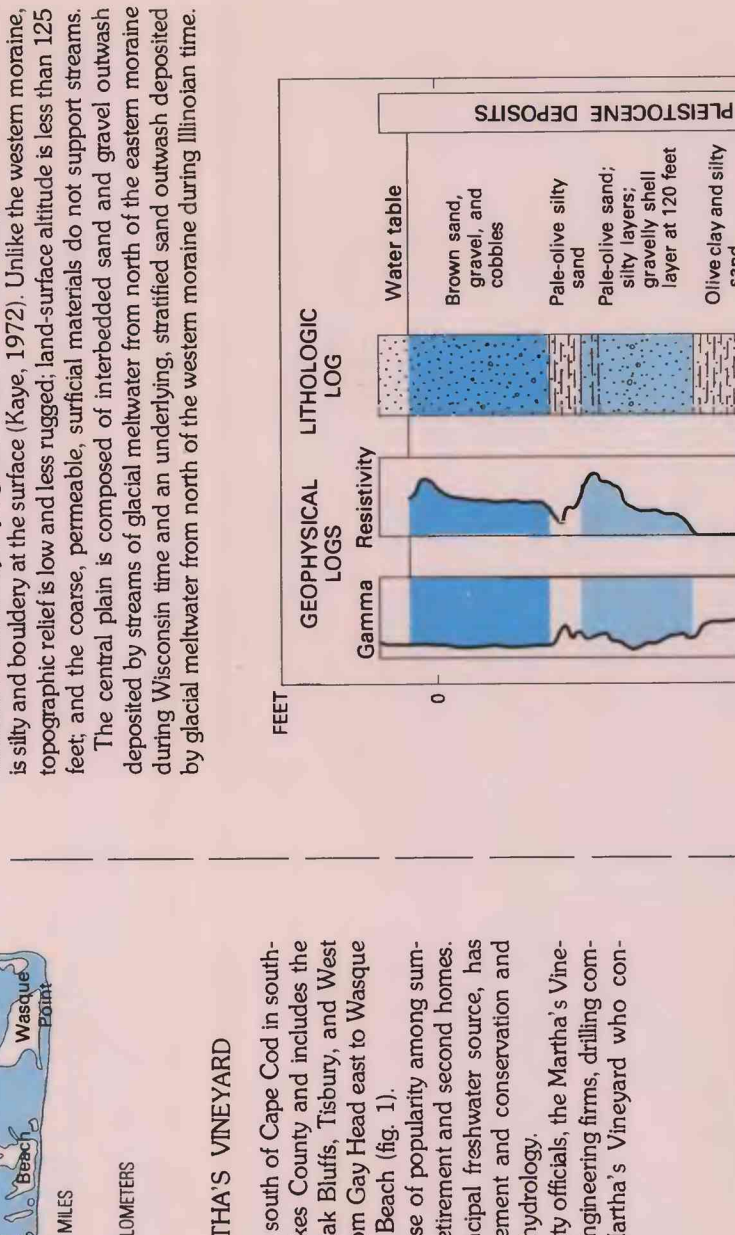 Beach
Wasque
Point
MILES
LOMETERS
THA'S VINEYARD
south of Cape Cod in south-
kes County and includes the
ak Bluffs, Tisbury, and West
om Gay Head east to Wasque
Beach (fig. 1).
se of popularity among sum-
etirement and second homes.
cipal freshwater source, has
ement and conservation and
hydrology.
ty officials, the Martha's Vine-
ngineering firms, drilling com-
artha's Vineyard who con-
is silty and bouldery at the surface (Kaye, 1972). Unlike the western moraine,
topographic relief is low and less rugged; land-surface altitude is less than 125
feet; and the coarse, permeable, surficial materials do not support streams.
The central plain is composed of interbedded sand and gravel outwash
deposited by streams of glacial meltwater from north of the eastern moraine
during Wisconsin time and an underlying, stratified sand outwash deposited
by glacial meltwater from north of the western moraine during Illinoian time.
FEET
0
GEOPHYSICAL
LOGS
Gamma
Resistivity
LITHOLOGIC
LOG
Water table
Brown sand,
gravel, and
cobbles
Pale-olive silty
sand
Pale-olive sand;
silty layers;
gravelly shell
layer at 120 feet
Olive clay and silty
sand
PLEISTOCENE DEPOSITS